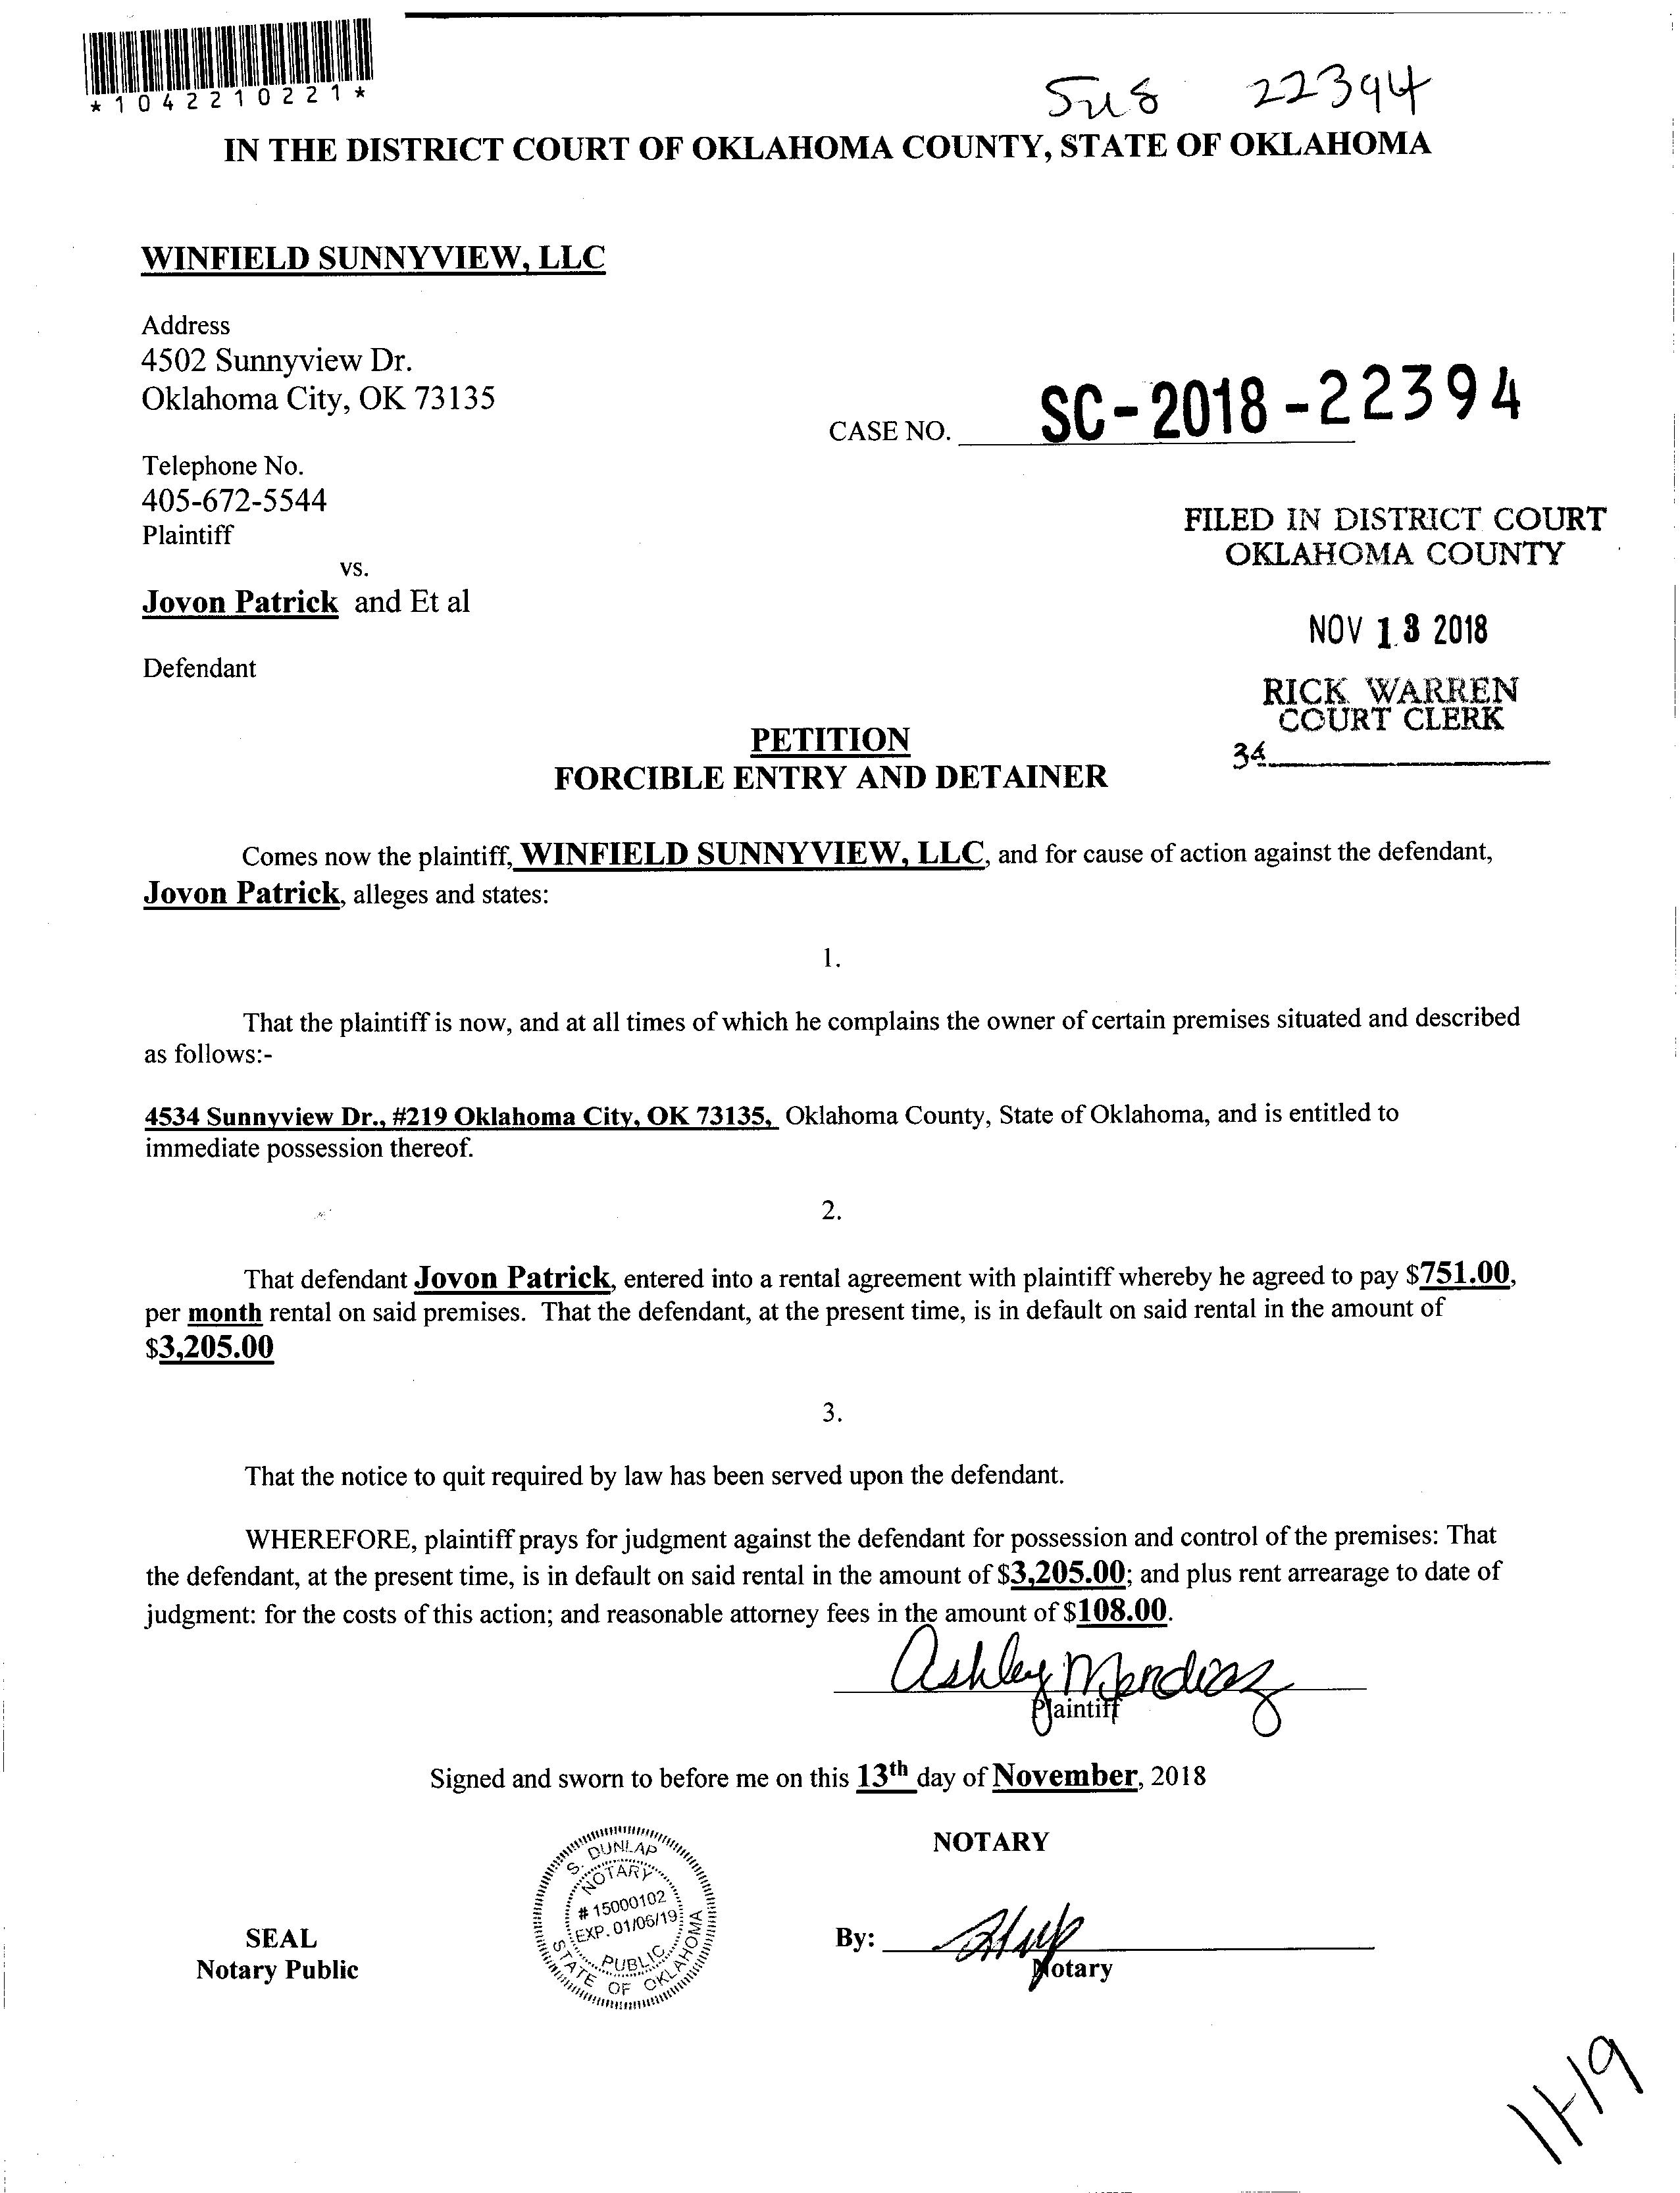 *1042210221*
22394
IN THE DISTRICT COURT OF OKLAHOMA COUNTY, STATE OF OKLAHOMA
WINFIELD SUNNYVIEW, LLC
Address
4502 Sunnyview Dr.
Oklahoma City, OK 73135
CASE NO. SC-2018-22394
Telephone No.
405-672-5544
Plaintiff
vs.
Jovon Patrick and Et al
Defendant
FILED IN DISTRICT COURT
OKLAHOMA COUNTY
NOV 13 2018
RICK WARREN
COURT CLERK
34
PETITION
FORCIBLE ENTRY AND DETAINER
Comes now the plaintiff, WINFIELD SUNNYVIEW, LLC, and for cause of action against the defendant,
Jovon Patrick, alleges and states:
1.
That the plaintiff is now, and at all times of which he complains the owner of certain premises situated and described
as follows:-
4534 Sunnyview Dr., #219 Oklahoma City, OK 73135, Oklahoma County, State of Oklahoma, and is entitled to
immediate possession thereof.
2.
That defendant Jovon Patrick, entered into a rental agreement with plaintiff whereby he agreed to pay $751.00,
per month rental on said premises. That the defendant, at the present time, is in default on said rental in the amount of
$3,205.00
3.
That the notice to quit required by law has been served upon the defendant.
WHEREFORE, plaintiff prays for judgment against the defendant for possession and control of the premises: That
the defendant, at the present time, is in default on said rental in the amount of $3,205.00; and plus rent arrearage to date of
judgment: for the costs of this action; and reasonable attorney fees in the amount of $108.00.
Ashley Mendiaz
Plaintiff
Signed and sworn to before me on this 13th day of November, 2018
NOTARY
S. DUNLAP
NOTARY
# 15000102
EXP. 01/06/19
PUBLIC
STATE OF OKLAHOMA
SEAL
Notary Public
By:
Notary
11-19